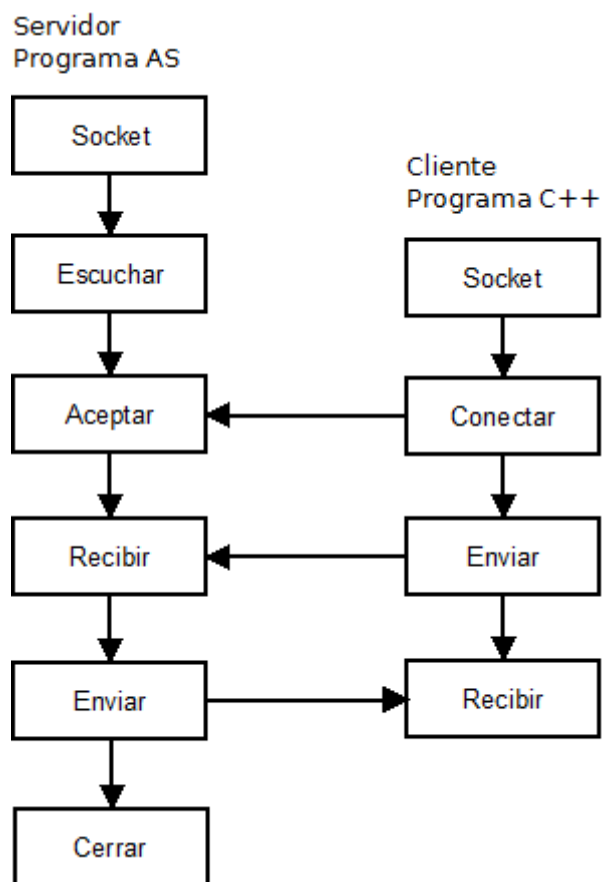 Servidor
Programa AS
Socket
Escuchar
Aceptar
Recibir
Enviar
Cerrar
Cliente
Programa C++
Socket
Conectar
Enviar
Recibir